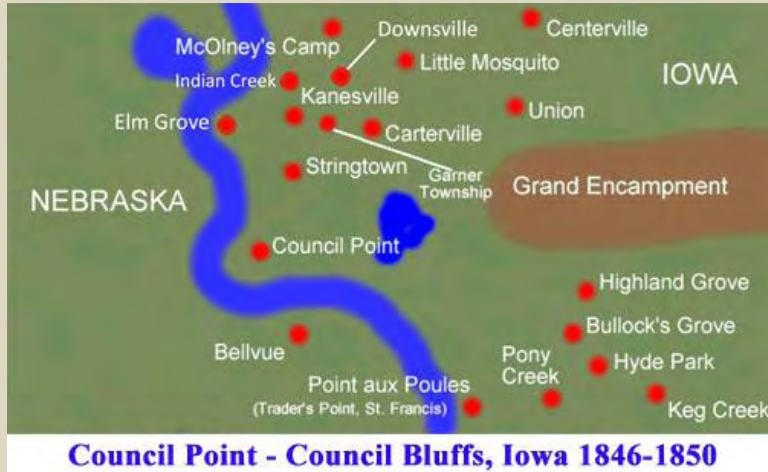 Downsville
Centerville
McOlney's Camp
Little Mosquito
IOWA
Indian Creek
Kanesville
Union
Elm Grove
Carterville
Stringtown
Garner
Township
Grand Encampment
NEBRASKA
Council Point
Highland Grove
Bullock's Grove
Bellvue
Pony
Creek
Hyde Park
Point aux Poules
(Trader's Point, St. Francis)
Keg Creek
Council Point - Council Bluffs, Iowa 1846-1850